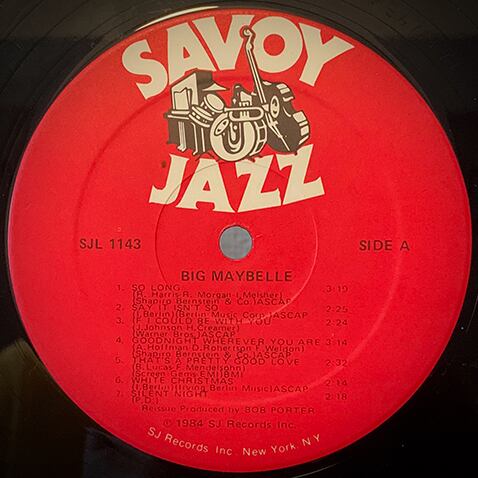 SAVOY
JAZZ
SJL 1143 SIDE A
BIG MAYBELLE
1. SO LONG 3:19
(R. Harris-R. Morgan-I. Melsher)
(Shapiro Bernstein & Co.)ASCAP
2. SAY IT ISN'T SO 2:25
(I.Berlin)(Berlin Music Corp.)ASCAP
3. IF I COULD BE WITH YOU 2:24
(J.Johnson H.Creamer)
(Warner Bros.)ASCAP
4. GOODNIGHT WHEREVER YOU ARE 3:14
(A.Hoffman D.Robertson F. Weldon)
(Shapiro Bernstein & Co.)ASCAP
5. THAT'S A PRETTY GOOD LOVE 2:32
(B.Lucas F.Mendelsohn)
(Screen Gems EMI)BMI
6. WHITE CHRISTMAS 2:14
(I.Berlin)(Irving Berlin Music)ASCAP
7. SILENT NIGHT 2:18
(P.D.)
Reissue Produced by BOB PORTER
© 1984 SJ Records Inc.
SJ Records Inc. New York, N.Y.